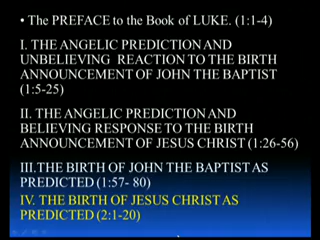 • The PREFACE to the Book of LUKE. (1:1-4)
I. THE ANGELIC PREDICTION AND
UNBELIEVING REACTION TO THE BIRTH
ANNOUNCEMENT OF JOHN THE BAPTIST
(1:5-25)
II. THE ANGELIC PREDICTION AND
BELIEVING RESPONSE TO THE BIRTH
ANNOUNCEMENT OF JESUS CHRIST (1:26-56)
III.THE BIRTH OF JOHN THE BAPTIST AS
PREDICTED (1:57- 80)
IV. THE BIRTH OF JESUS CHRIST AS
PREDICTED (2:1-20)